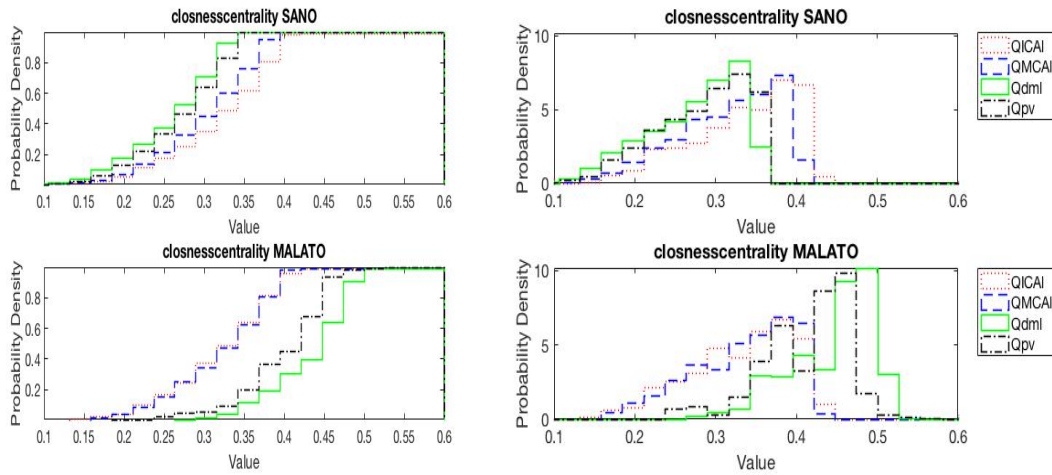 closnesscentrality SANO
Probability Density
0.8
0.6
0.4
0.2
0.1 0.15 0.2 0.25 0.3 0.35 0.4 0.45 0.5 0.55 0.6
Value
closnesscentrality SANO
Probability Density
10
5
0
0.1 0.2 0.3 0.4 0.5 0.6
Value
QICAI
QMCAI
Qdml
Qpv
closnesscentrality MALATO
Probability Density
0.8
0.6
0.4
0.2
0.1 0.15 0.2 0.25 0.3 0.35 0.4 0.45 0.5 0.55 0.6
Value
closnesscentrality MALATO
Probability Density
10
5
0
0.1 0.2 0.3 0.4 0.5 0.6
Value
QICAI
QMCAI
Qdml
Qpv